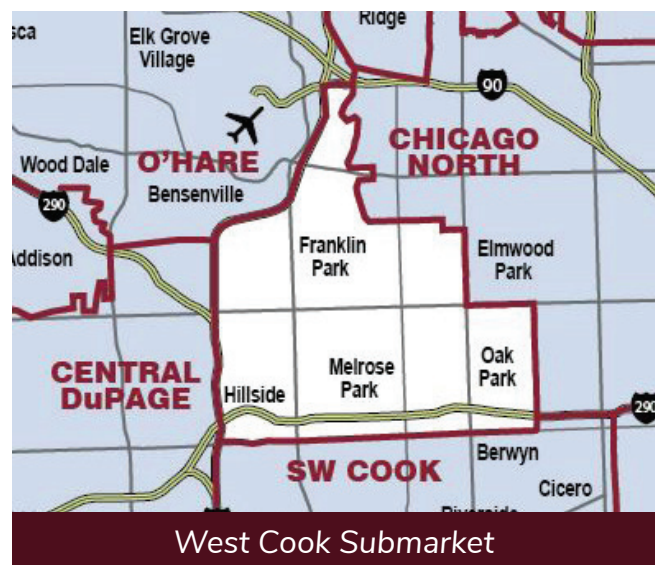 Ridge
sca
Elk Grove
Village
90
CHICAGO
NORTH
O'HARE
Wood Dale
Bensenville
290
Addison
Franklin
Park
Elmwood
Park
CENTRAL
DuPAGE
Hillside
Melrose
Park
Oak
Park
290
SW COOK
Berwyn
Cicero
West Cook Submarket